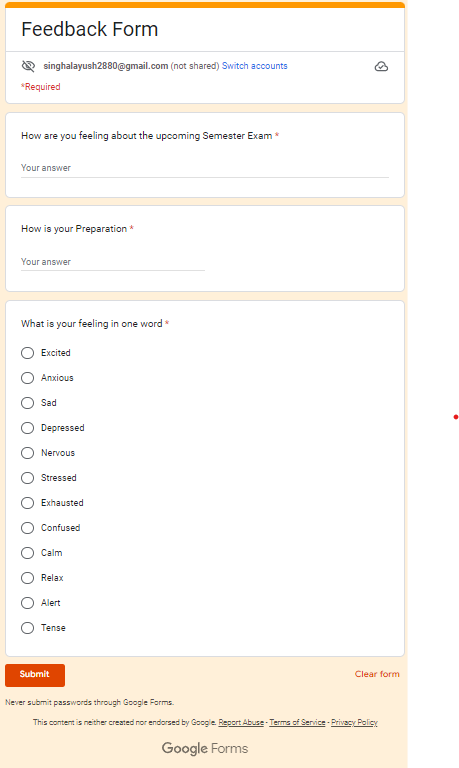 Feedback Form
singhalayush2880@gmail.com (not shared) Switch accounts
*Required
How are you feeling about the upcoming Semester Exam *
Your answer
How is your Preparation *
Your answer
What is your feeling in one word *
Excited
Anxious
Sad
Depressed
Nervous
Stressed
Exhausted
Confused
Calm
Relax
Alert
Tense
Submit Clear form
Never submit passwords through Google Forms.
This content is neither created nor endorsed by Google. Report Abuse - Terms of Service - Privacy Policy
Google Forms